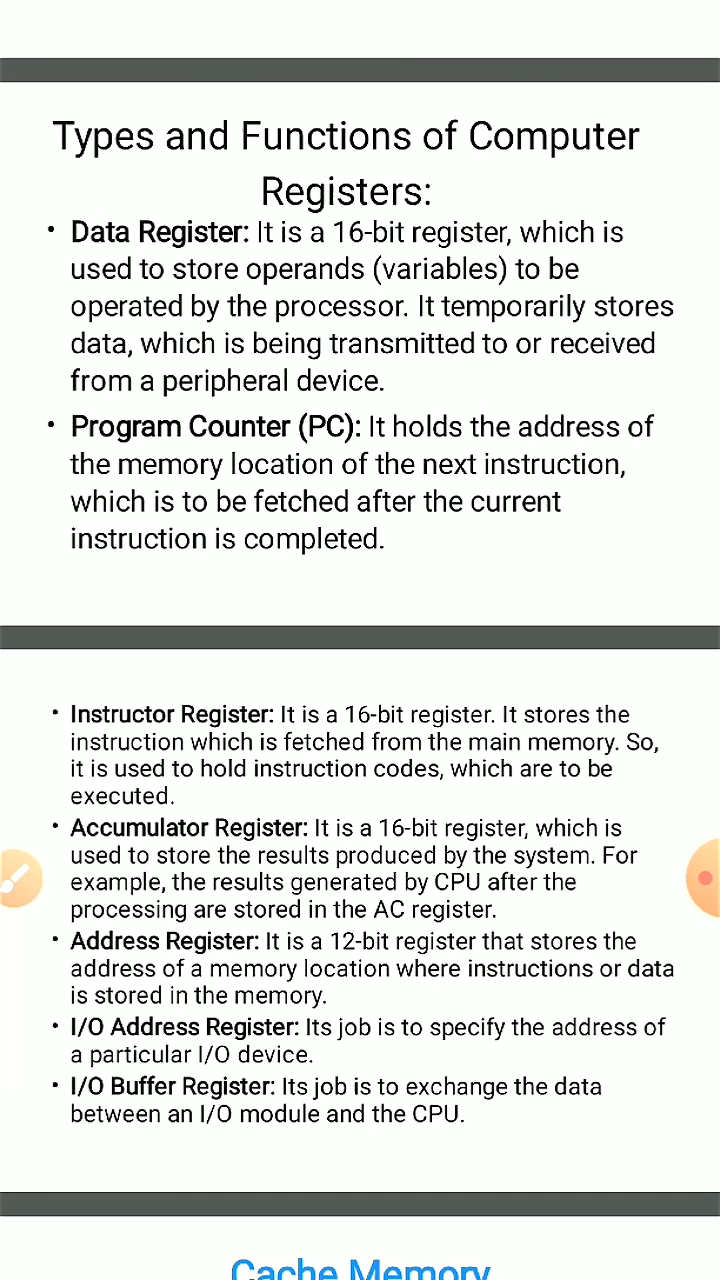 Types and Functions of Computer
Registers:
• Data Register: It is a 16-bit register, which is
used to store operands (variables) to be
operated by the processor. It temporarily stores
data, which is being transmitted to or received
from a peripheral device.
• Program Counter (PC): It holds the address of
the memory location of the next instruction,
which is to be fetched after the current
instruction is completed.
• Instructor Register: It is a 16-bit register. It stores the
instruction which is fetched from the main memory. So,
it is used to hold instruction codes, which are to be
executed.
• Accumulator Register: It is a 16-bit register, which is
used to store the results produced by the system. For
example, the results generated by CPU after the
processing are stored in the AC register.
• Address Register: It is a 12-bit register that stores the
address of a memory location where instructions or data
is stored in the memory.
• I/O Address Register: Its job is to specify the address of
a particular I/O device.
• I/O Buffer Register: Its job is to exchange the data
between an I/O module and the CPU.
Cache Memory